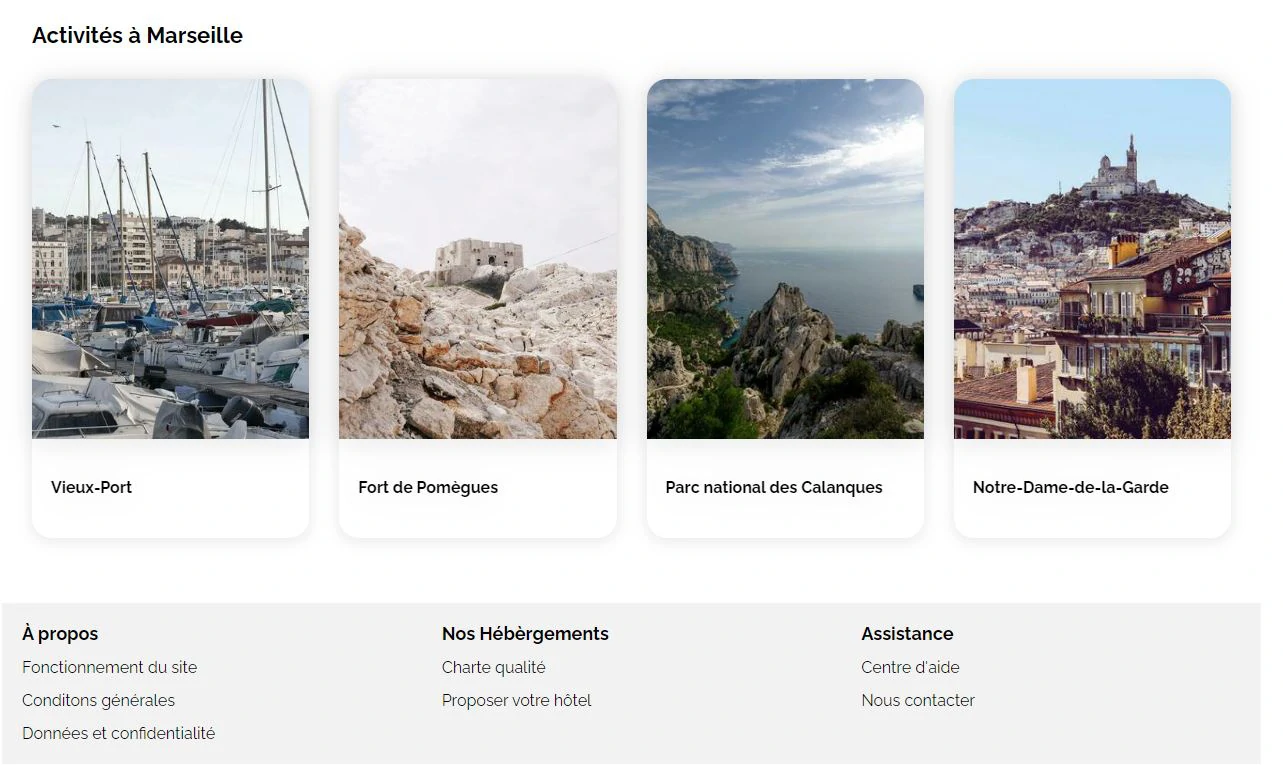 Activités à Marseille
Vieux-Port
Fort de Pomègues
Parc national des Calanques
Notre-Dame-de-la-Garde
À propos
Fonctionnement du site
Conditons générales
Données et confidentialité
Nos Hébèrgements
Charte qualité
Proposer votre hôtel
Assistance
Centre d'aide
Nous contacter